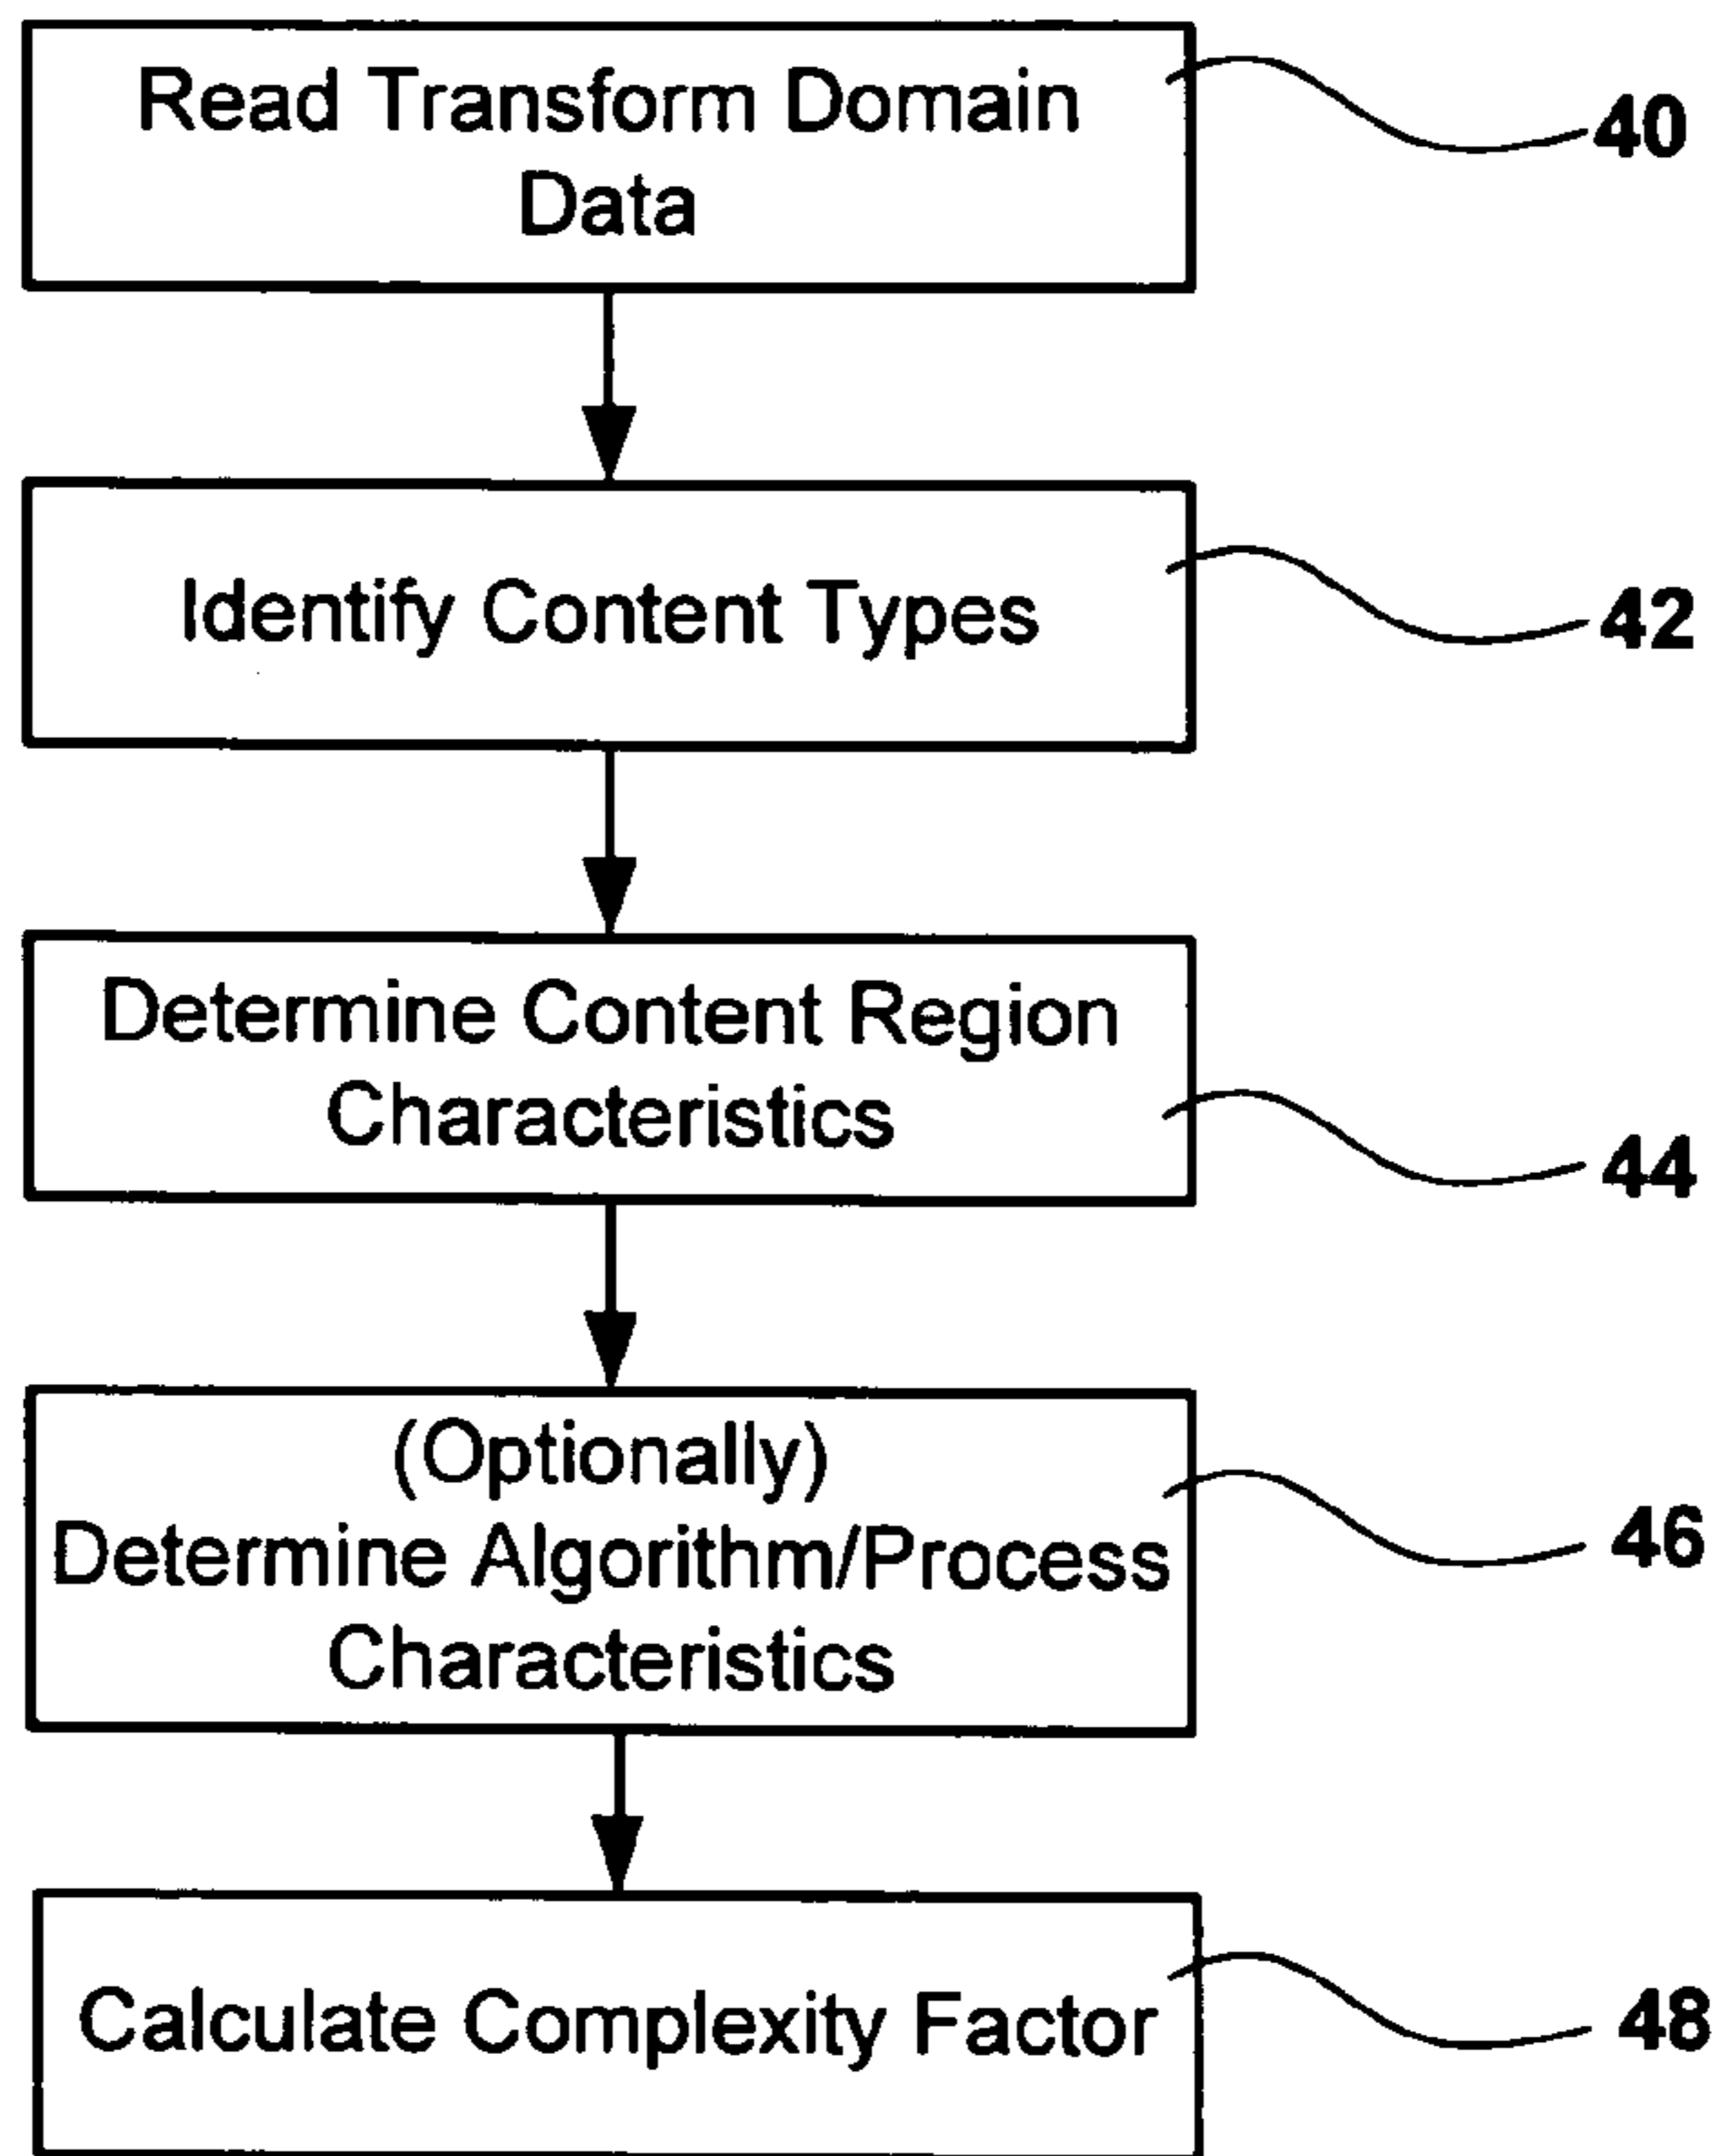 Read Transform Domain
Data
40
Identify Content Types
42
Determine Content Region
Characteristics
44
(Optionally)
Determine Algorithm/Process
Characteristics
46
Calculate Complexity Factor
48